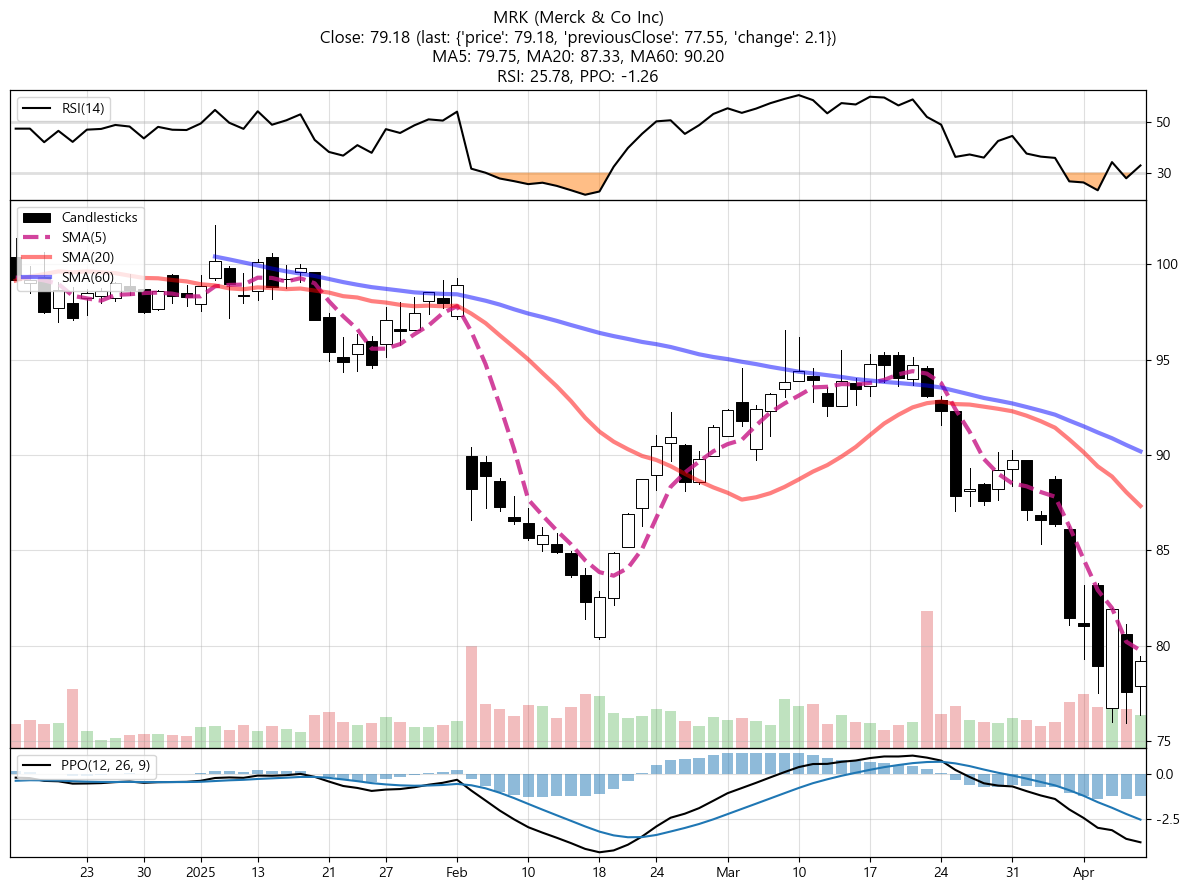 MRK (Merck & Co Inc)
Close: 79.18 (last: {'price': 79.18, 'previousClose': 77.55, 'change': 2.1})
MA5: 79.75, MA20: 87.33, MA60: 90.20
RSI: 25.78, PPO: -1.26
RSI(14)
50
30
Candlesticks
SMA(5)
SMA(20)
SMA(60)
100
95
90
85
80
75
PPO(12, 26, 9)
0.0
-2.5
23 30 2025 13 21 27 Feb 10 18 24 Mar 10 17 24 31 Apr